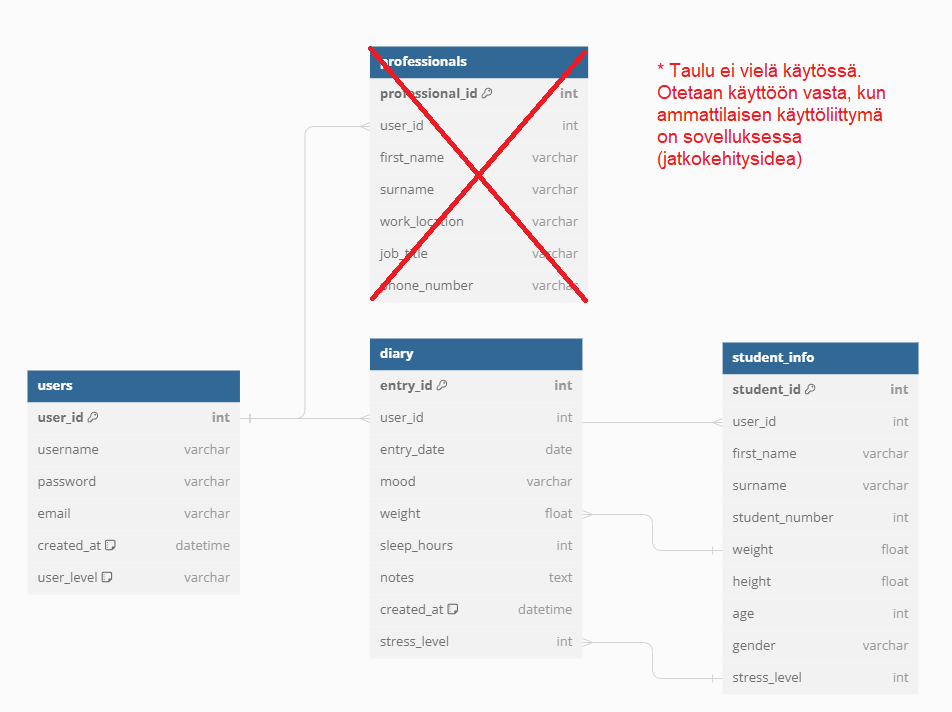 professionals
professional_id int
user_id int
first_name varchar
surname varchar
work_location varchar
job_title varchar
phone_number varchar
* Taulu ei vielä käytössä.
Otetaan käyttöön vasta, kun
ammattilaisen käyttöliittymä
on sovelluksessa
(jatkokehitysidea)
users
user_id int
username varchar
password varchar
email varchar
created_at datetime
user_level varchar
diary
entry_id int
user_id int
entry_date date
mood varchar
weight float
sleep_hours int
notes text
created_at datetime
stress_level int
student_info
student_id int
user_id int
first_name varchar
surname varchar
student_number int
weight float
height float
age int
gender varchar
stress_level int